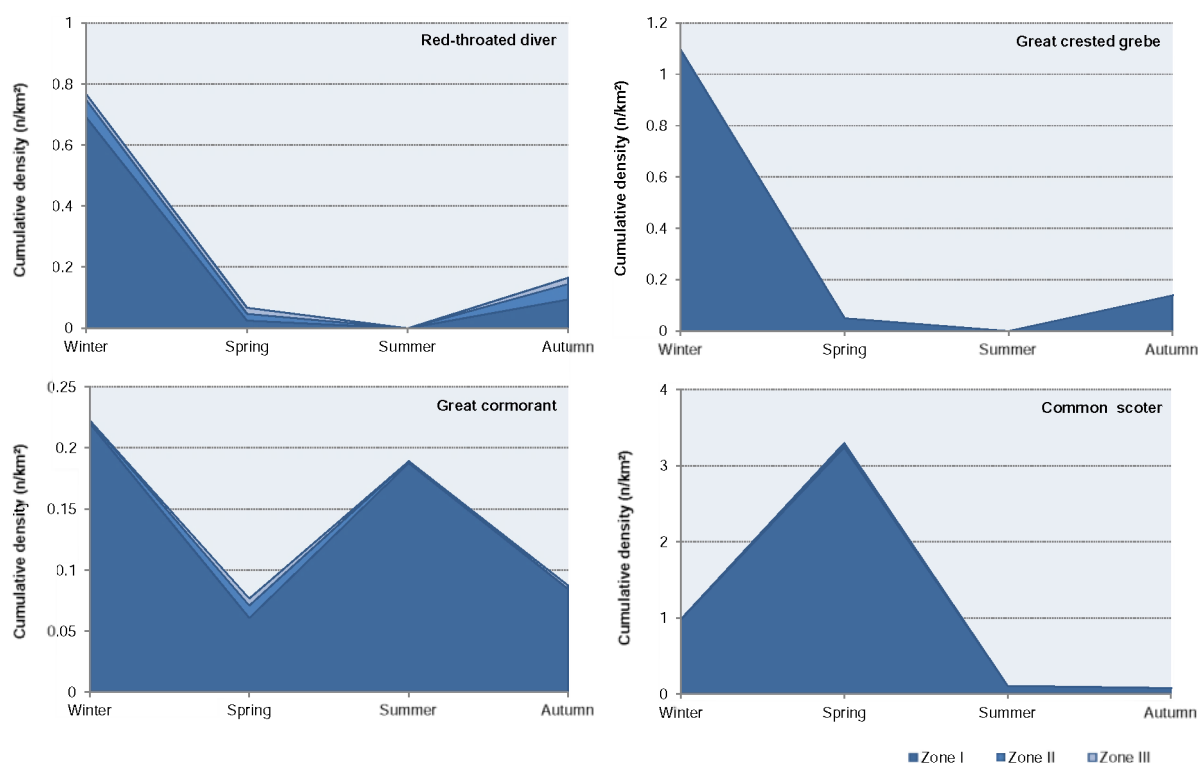 Red-throated diver
Cumulative density (n/km²)
1
0.8
0.6
0.4
0.2
0
Winter Spring Summer Autumn
Great crested grebe
Cumulative density (n/km²)
1.2
1
0.8
0.6
0.4
0.2
0
Winter Spring Summer Autumn
Great cormorant
Cumulative density (n/km²)
0.25
0.2
0.15
0.1
0.05
0
Winter Spring Summer Autumn
Common scoter
Cumulative density (n/km²)
4
3
2
1
0
Winter Spring Summer Autumn
Zone I Zone II Zone III